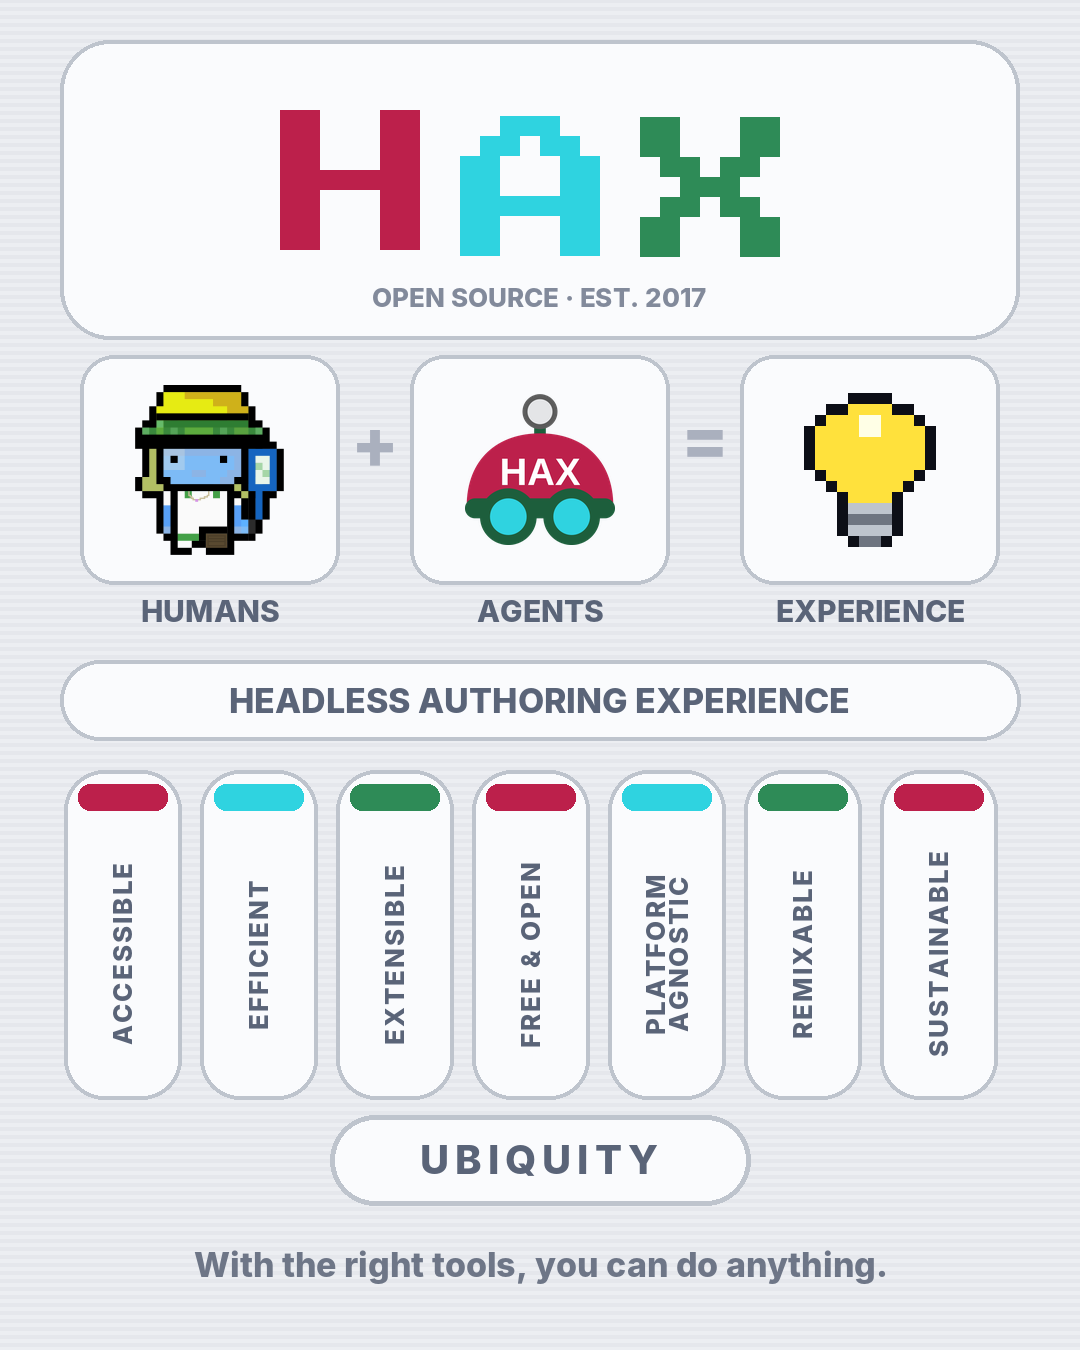 HAX
OPEN SOURCE · EST. 2017
+
HAX
=
HUMANS
AGENTS
EXPERIENCE
HEADLESS AUTHORING EXPERIENCE
ACCESSIBLE
EFFICIENT
EXTENSIBLE
FREE & OPEN
PLATFORM
AGNOSTIC
REMIXABLE
SUSTAINABLE
UBIQUITY
With the right tools, you can do anything.